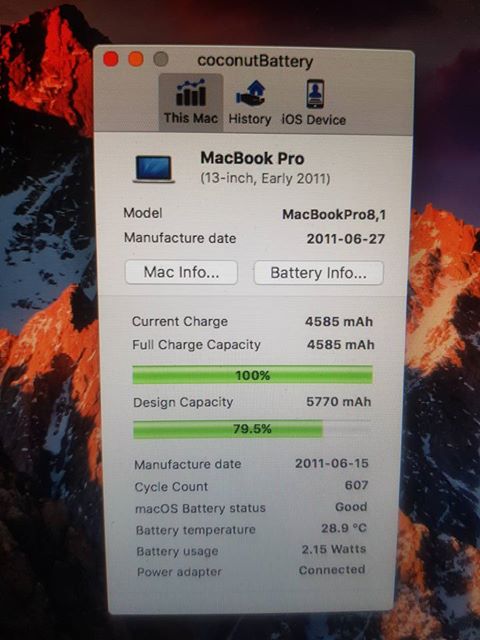 coconutBattery
This Mac History iOS Device
MacBook Pro
(13-inch, Early 2011)
Model MacBookPro8,1
Manufacture date 2011-06-27
Mac Info... Battery Info...
Current Charge 4585 mAh
Full Charge Capacity 4585 mAh
100%
Design Capacity 5770 mAh
79.5%
Manufacture date 2011-06-15
Cycle Count 607
macOS Battery status Good
Battery temperature 28.9 °C
Battery usage 2.15 Watts
Power adapter Connected